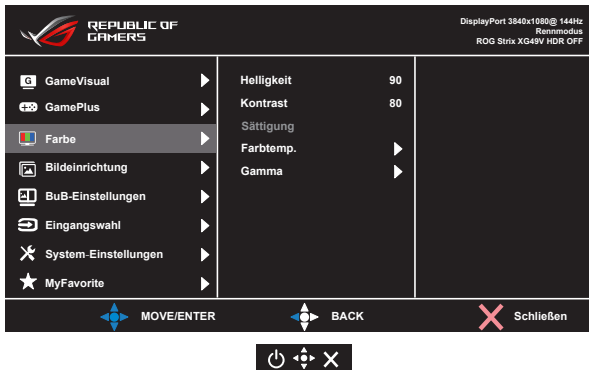 REPUBLIC OF
GAMERS
DisplayPort 3840x1080@ 144Hz
Rennmodus
ROG Strix XG49V HDR OFF
G GameVisual
GamePlus
Farbe
Bildeinrichtung
BuB-Einstellungen
Eingangswahl
System-Einstellungen
MyFavorite
Helligkeit 90
Kontrast 80
Sättigung
Farbtemp.
Gamma
MOVE/ENTER
BACK
Schließen